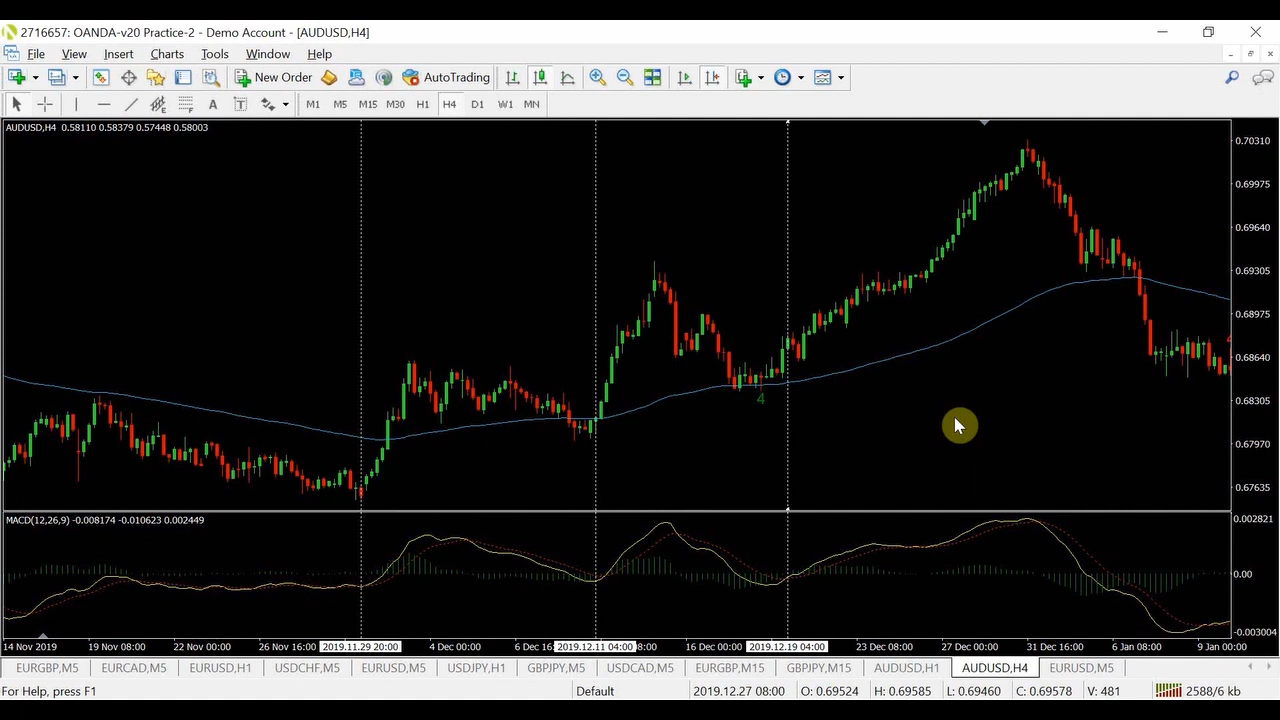 2716657: OANDA-v20 Practice-2 - Demo Account - [AUDUSD,H4]
File View Insert Charts Tools Window Help
New Order AutoTrading
A T M1 M5 M15 M30 H1 H4 D1 W1 MN
AUDUSD,H4 0.58110 0.58379 0.57448 0.58003
0.70310
0.69975
0.69640
0.69305
0.68975
0.68640
0.68305
0.67970
0.67635
4
MACD(12,26,9) -0.008174 -0.010623 0.002449
0.002821
0.00
-0.003004
14 Nov 2019 19 Nov 08:00 22 Nov 00:00 26 Nov 16:00 2019.11.29 20:00 4 Dec 00:00 6 Dec 16: 2019.12.11 04:00 8:00 16 Dec 00:00 2019.12.19 04:00 23 Dec 08:00 27 Dec 00:00 31 Dec 16:00 6 Jan 08:00 9 Jan 00:00
EURGBP,M5 EURCAD,M5 EURUSD,H1 USDCHF,M5 EURUSD,M5 USDJPY,H1 GBPJPY,M5 USDCAD,M5 EURGBP,M15 GBPJPY,M15 AUDUSD,H1 AUDUSD,H4 EURUSD,M5
For Help, press F1 Default 2019.12.27 08:00 O: 0.69524 H: 0.69585 L: 0.69460 C: 0.69578 V: 481 2588/6 kb